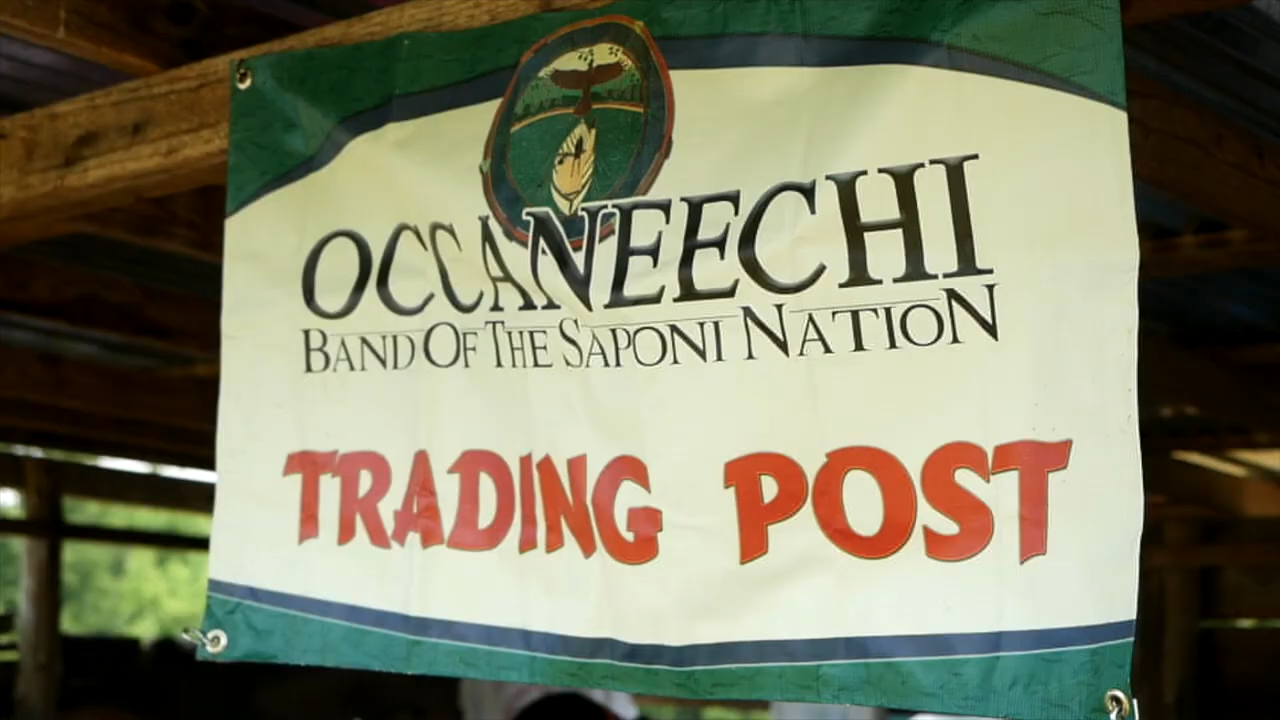 OCCANEECHI
BAND OF THE SAPONI NATION
TRADING POST